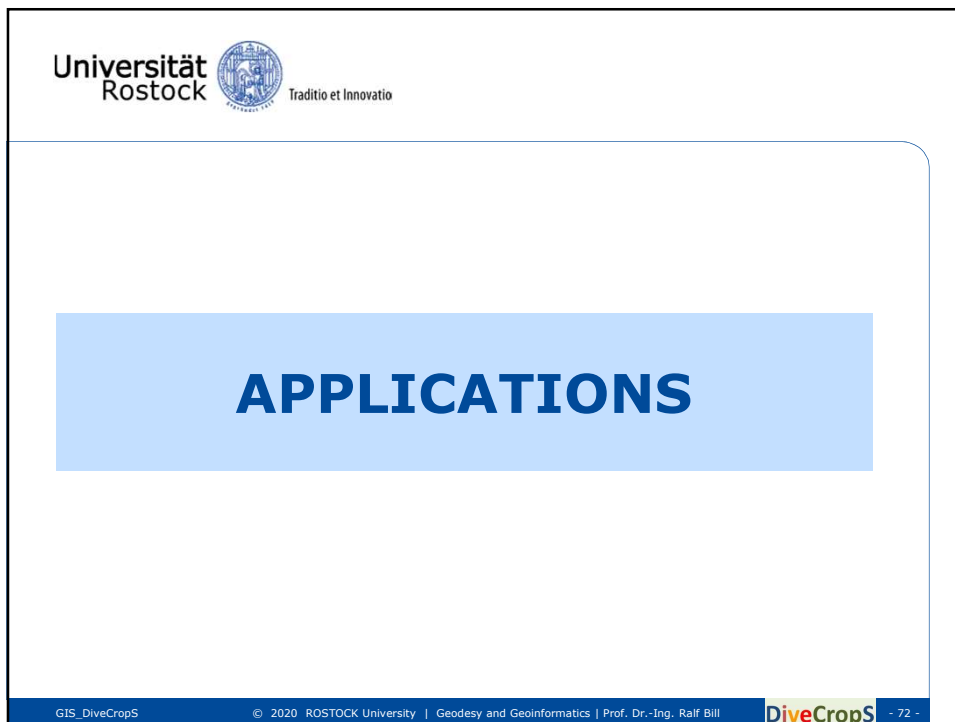 Universität
Rostock
Traditio et Innovatio
APPLICATIONS
GIS_DiveCropS
© 2020 ROSTOCK University | Geodesy and Geoinformatics | Prof. Dr.-Ing. Ralf Bill
DiveCropS
- 72 -